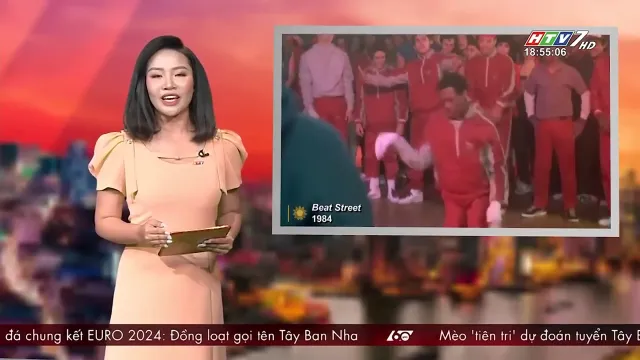 HTV7 HD
18:55:06
Beat Street
1984
đá chung kết EURO 2024: Đồng loạt gọi tên Tây Ban Nha
60
Mèo 'tiên tri' dự đoán tuyển Tây B